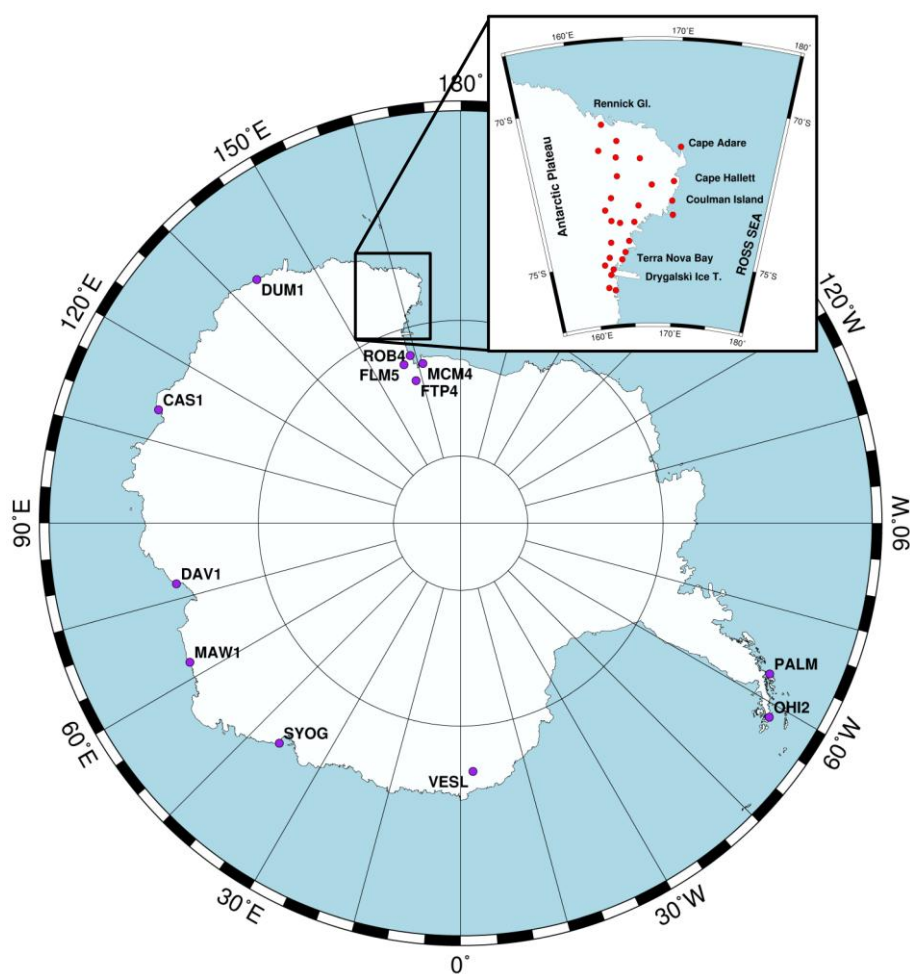 160˚E
170˚E
180˚
70˚S
Rennick Gl.
70˚S
Cape Adare
Cape Hallett
Coulman Island
Antarctic Plateau
ROSS SEA
Terra Nova Bay
Drygalski Ice T.
75˚S
75˚S
160˚E
170˚E
180˚
180˚
150˚E
120˚W
120˚E
DUM1
ROB4
MCM4
FLM5
FTP4
CAS1
90˚E
90˚W
DAV1
MAW1
PALM
OHI2
60˚E
60˚W
SYOG
VESL
30˚E
30˚W
0˚